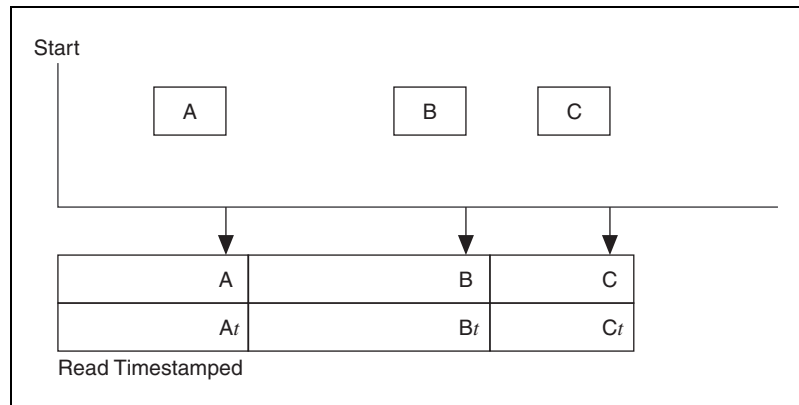 Start
A B C
A B C
At Bt Ct
Read Timestamped